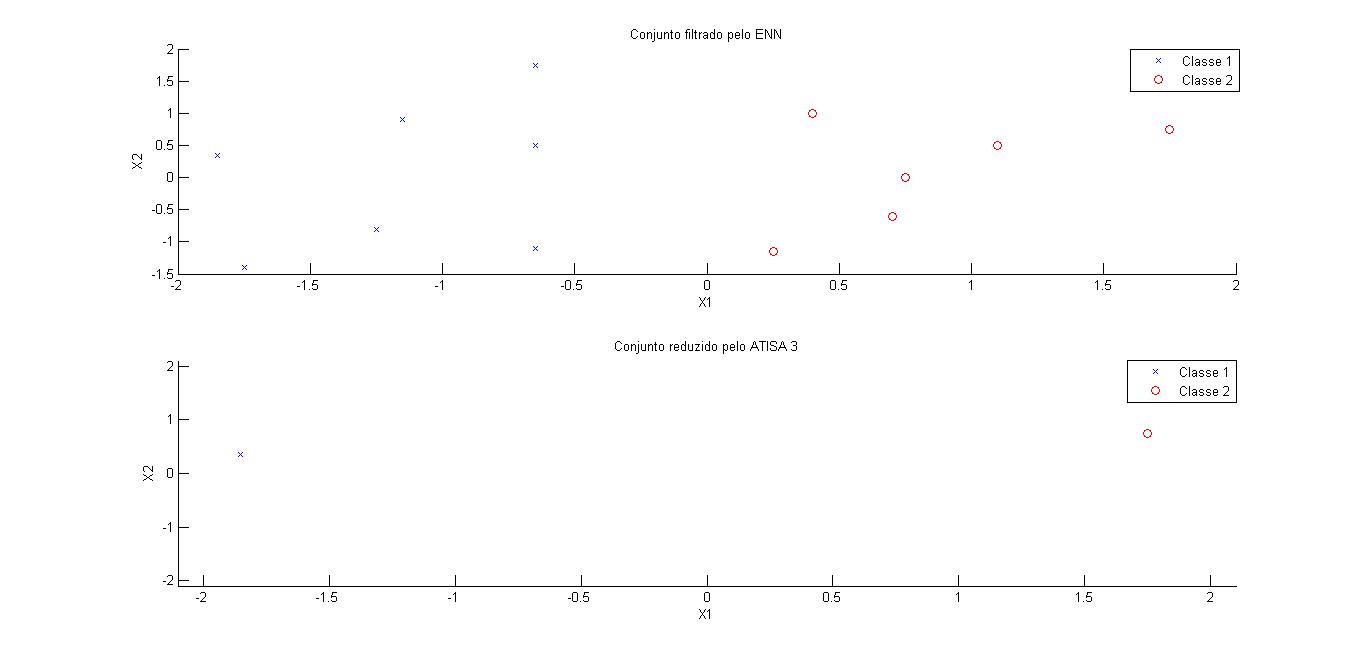 Conjunto filtrado pelo ENN
Classe 1
Classe 2
X2
2
1.5
1
0.5
0
-0.5
-1
-1.5
-2 -1.5 -1 -0.5 0 0.5 1 1.5 2
X1
Conjunto reduzido pelo ATISA 3
Classe 1
Classe 2
X2
2
1
0
-1
-2
-2 -1.5 -1 -0.5 0 0.5 1 1.5 2
X1